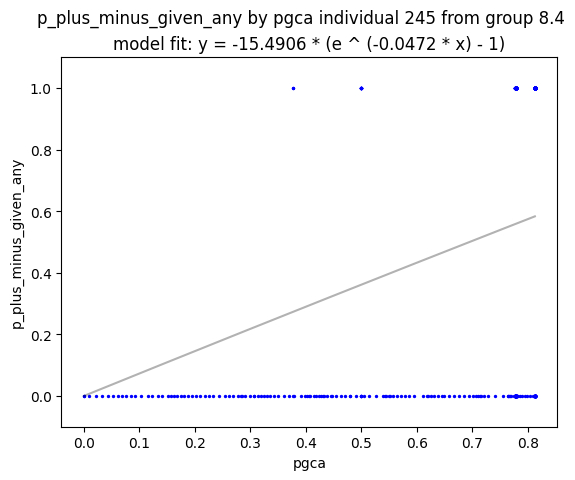 p_plus_minus_given_any by pgca individual 245 from group 8.4
model fit: y = -15.4906 * (e ^ (-0.0472 * x) - 1)
1.0
0.8
0.6
0.4
0.2
0.0
p_plus_minus_given_any
0.0 0.1 0.2 0.3 0.4 0.5 0.6 0.7 0.8
pgca